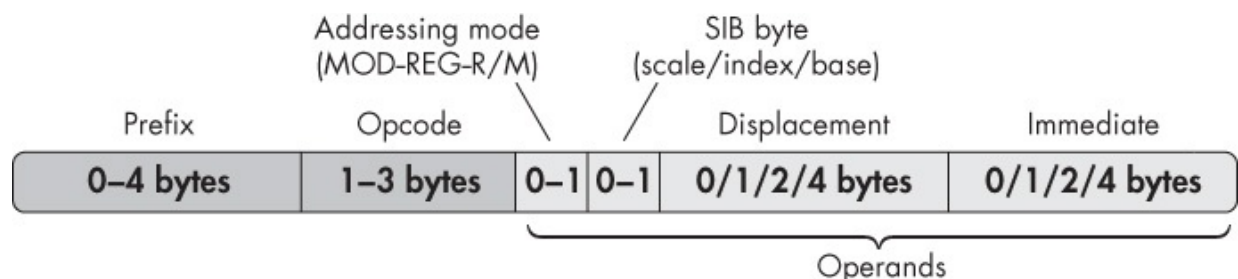 Addressing mode
(MOD-REG-R/M)
SIB byte
(scale/index/base)
Prefix
Opcode
Displacement
Immediate
0–4 bytes
1–3 bytes
0–1
0–1
0/1/2/4 bytes
0/1/2/4 bytes
Operands